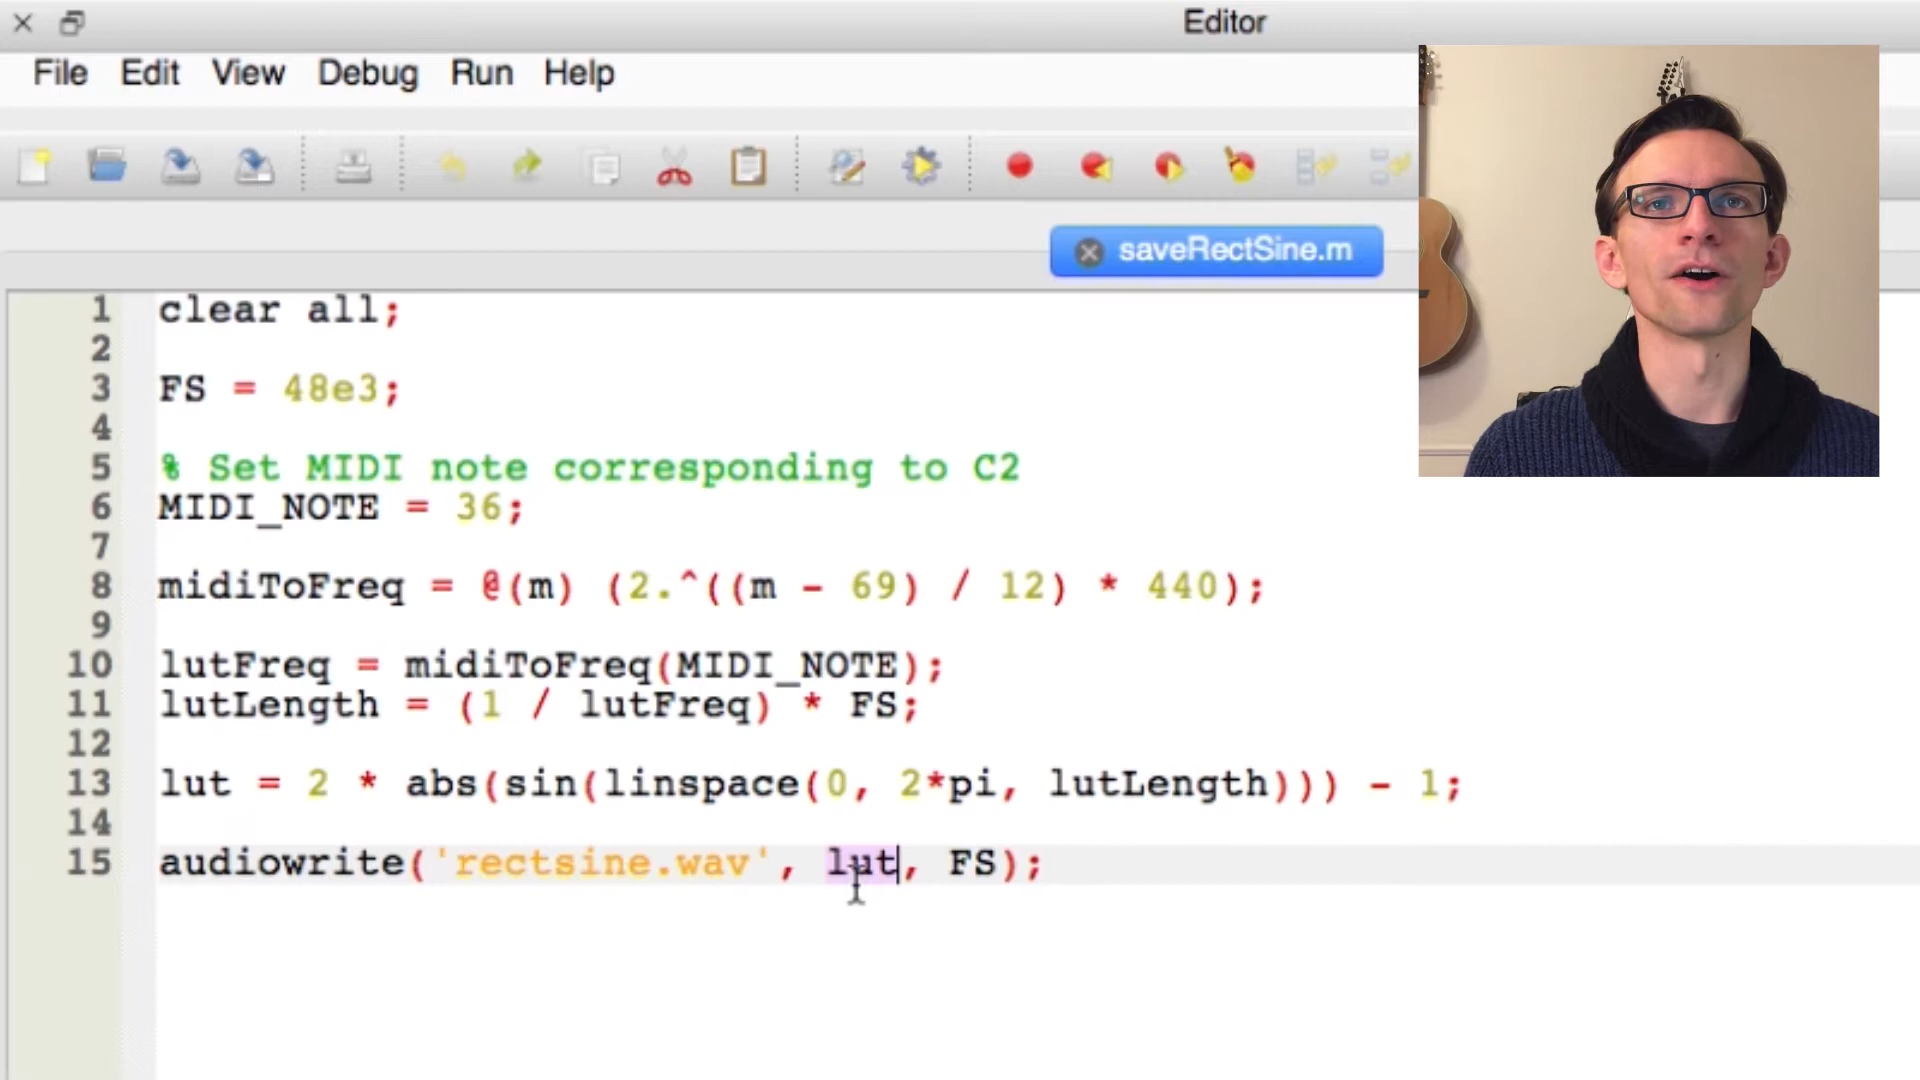 Editor
File Edit View Debug Run Help
saveRectSine.m
1 clear all;
2
3 FS = 48e3;
4
5 % Set MIDI note corresponding to C2
6 MIDI_NOTE = 36;
7
8 midiToFreq = @(m) (2.^((m - 69) / 12) * 440);
9
10 lutFreq = midiToFreq(MIDI_NOTE);
11 lutLength = (1 / lutFreq) * FS;
12
13 lut = 2 * abs(sin(linspace(0, 2*pi, lutLength))) - 1;
14
15 audiowrite('rectsine.wav', lut, FS);